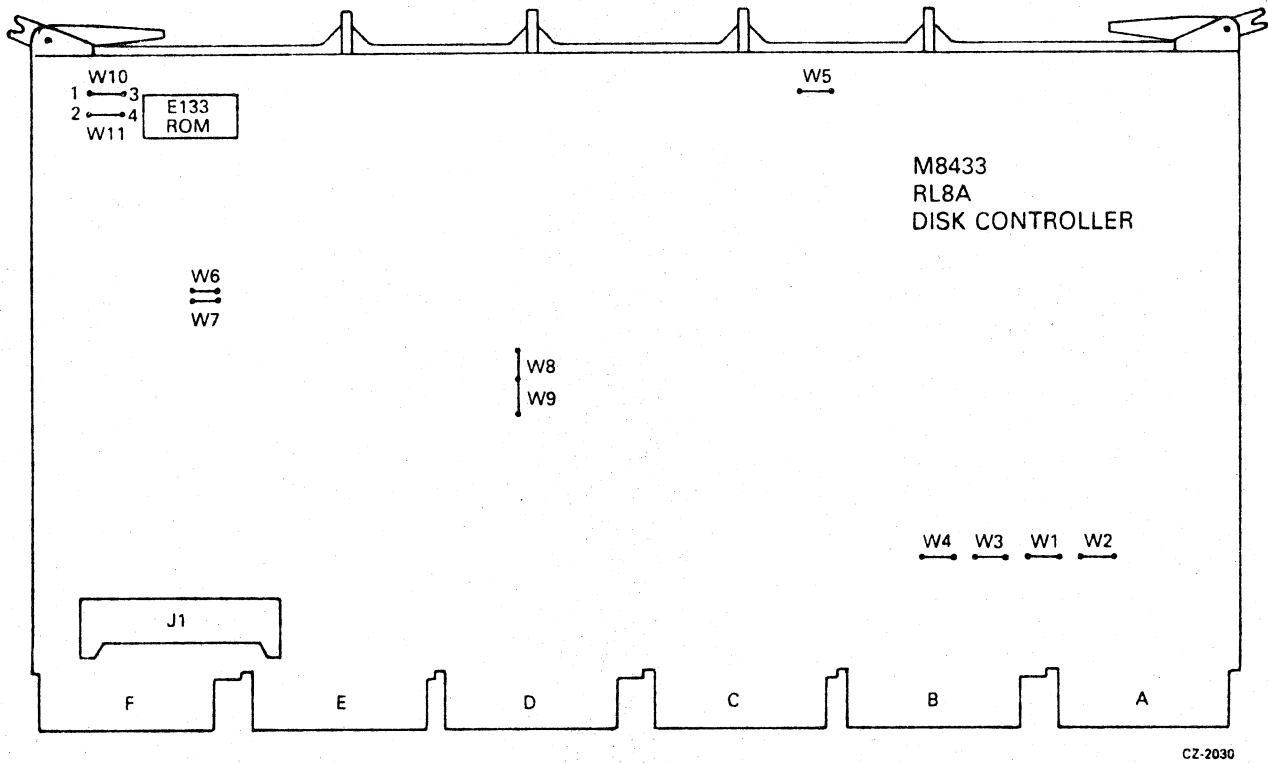 W10
1 3
2 4
W11
E133
ROM
W5
M8433
RL8A
DISK CONTROLLER
W6
W7
W8
W9
W4 W3 W1 W2
J1
F E D C B A
CZ-2030